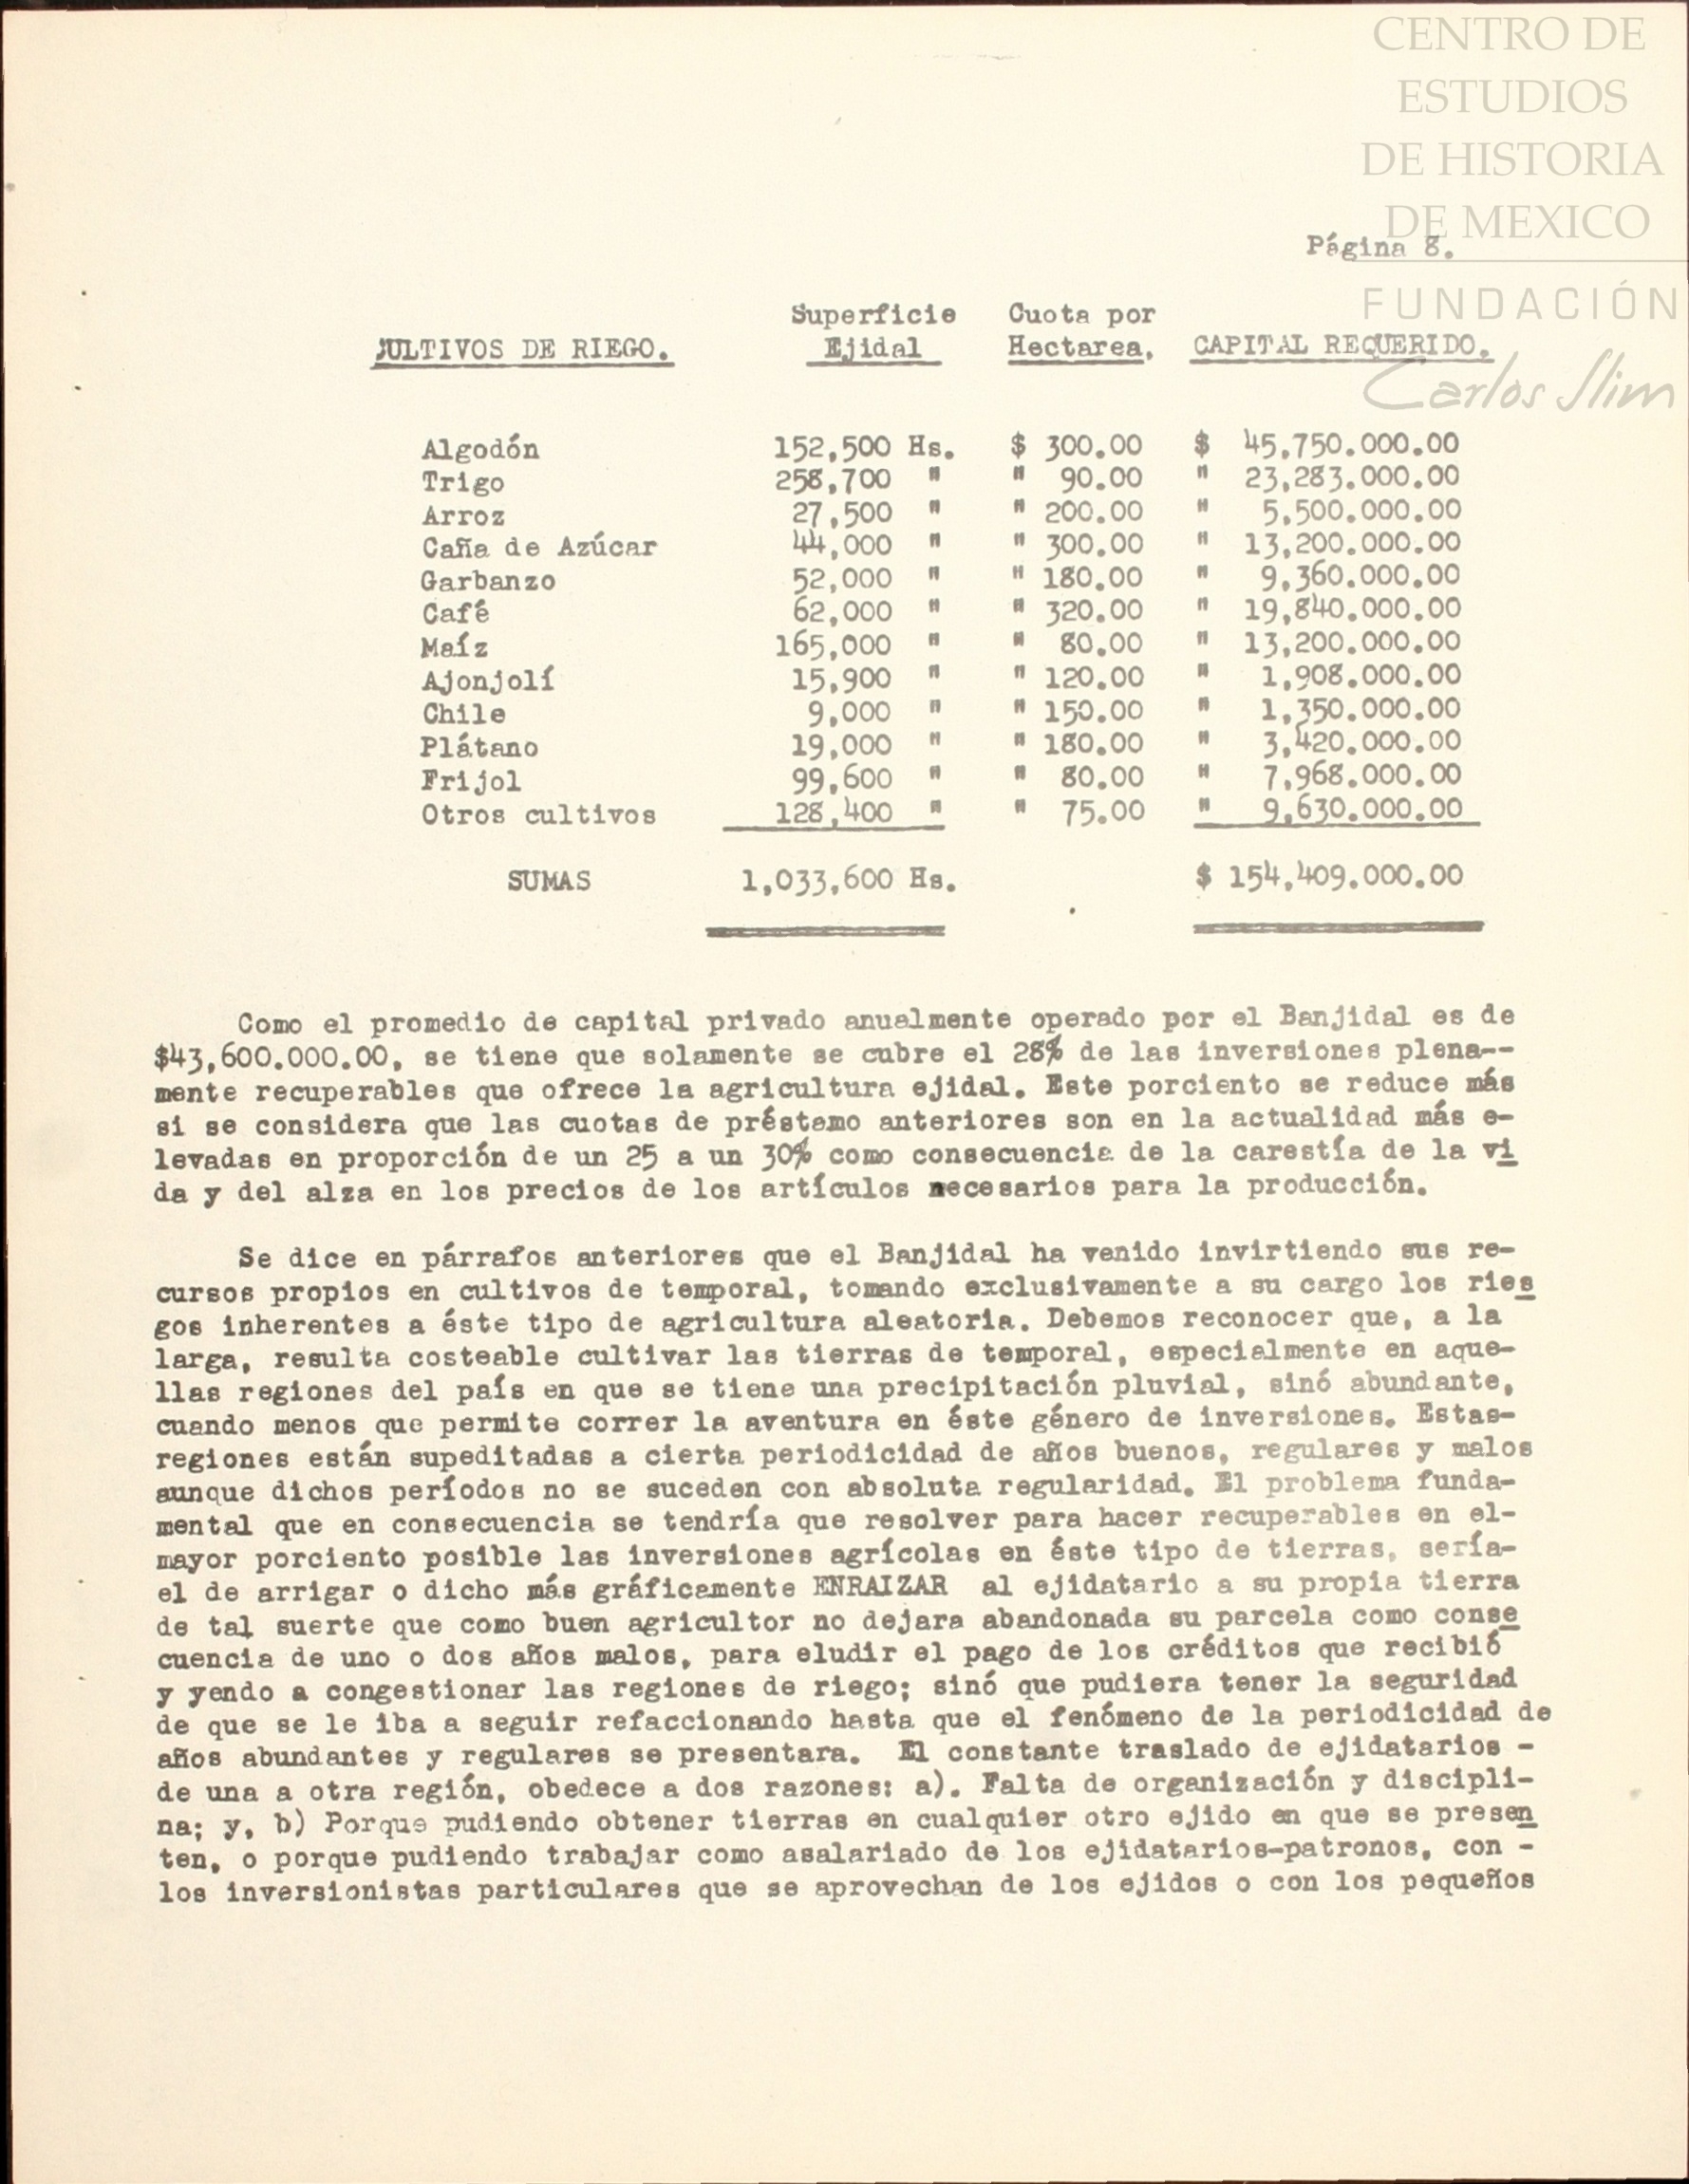 CENTRO DE
ESTUDIOS
DE HISTORIA
DE MEXICO
Página 8.
FUNDACIÓN
Carlos Slim
Superficie Cuota por
CULTIVOS DE RIEGO. Ejidal Hectarea. CAPITAL REQUERIDO.
Algodón 152,500 Hs. $ 300.00 $ 45,750.000.00
Trigo 258,700 " " 90.00 " 23,283.000.00
Arroz 27,500 " " 200.00 " 5,500.000.00
Caña de Azúcar 44,000 " " 300.00 " 13,200.000.00
Garbanzo 52,000 " " 180.00 " 9,360.000.00
Café 62,000 " " 320.00 " 19,840.000.00
Maíz 165,000 " " 80.00 " 13,200.000.00
Ajonjolí 15,900 " " 120.00 " 1,908.000.00
Chile 9,000 " " 150.00 " 1,350.000.00
Plátano 19,000 " " 180.00 " 3,420.000.00
Frijol 99,600 " " 80.00 " 7,968.000.00
Otros cultivos 128,400 " " 75.00 " 9,630.000.00
SUMAS 1,033,600 Hs. $ 154,409.000.00
Como el promedio de capital privado anualmente operado por el Banjidal es de
$43,600.000.00, se tiene que solamente se cubre el 28% de las inversiones plena--
mente recuperables que ofrece la agricultura ejidal. Este porciento se reduce más
si se considera que las cuotas de préstamo anteriores son en la actualidad más e-
levadas en proporción de un 25 a un 30% como consecuencia de la carestía de la vi
da y del alza en los precios de los artículos necesarios para la producción.
Se dice en párrafos anteriores que el Banjidal ha venido invirtiendo sus re-
cursos propios en cultivos de temporal, tomando exclusivamente a su cargo los ries
gos inherentes a éste tipo de agricultura aleatoria. Debemos reconocer que, a la
larga, resulta costeable cultivar las tierras de temporal, especialmente en aque-
llas regiones del país en que se tiene una precipitación pluvial, sinó abundante,
cuando menos que permite correr la aventura en éste género de inversiones. Estas-
regiones están supeditadas a cierta periodicidad de años buenos, regulares y malos
aunque dichos períodos no se suceden con absoluta regularidad. El problema funda-
mental que en consecuencia se tendría que resolver para hacer recuperables en el-
mayor porciento posible las inversiones agrícolas en éste tipo de tierras, sería-
el de arrigar o dicho más gráficamente ENRAIZAR al ejidatario a su propia tierra
de tal suerte que como buen agricultor no dejara abandonada su parcela como conse
cuencia de uno o dos años malos, para eludir el pago de los créditos que recibió
y yendo a congestionar las regiones de riego; sinó que pudiera tener la seguridad
de que se le iba a seguir refaccionando hasta que el fenómeno de la periodicidad de
años abundantes y regulares se presentara. El constante traslado de ejidatarios -
de una a otra región, obedece a dos razones: a). Falta de organización y discipli-
na; y, b) Porque pudiendo obtener tierras en cualquier otro ejido en que se presen
ten, o porque pudiendo trabajar como asalariado de los ejidatarios-patronos, con -
los inversionistas particulares que se aprovechan de los ejidos o con los pequeños